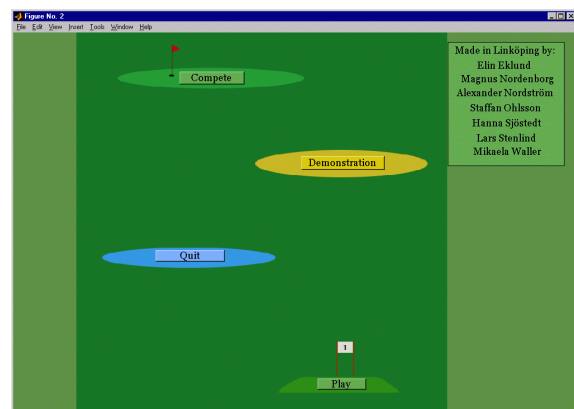 Figure No. 2
File Edit View Insert Tools Window Help
Compete
Made in Linköping by:
Elin Eklund
Magnus Nordenborg
Alexander Nordström
Staffan Ohlsson
Hanna Sjöstedt
Lars Stenlind
Mikaela Waller
Demonstration
Quit
1
Play